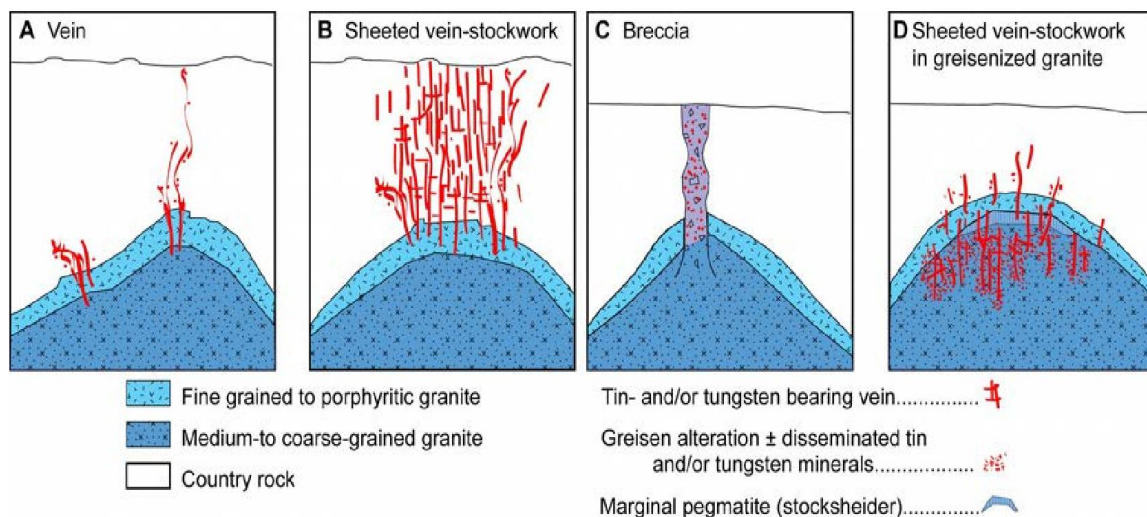 A Vein
B Sheeted vein-stockwork
C Breccia
D Sheeted vein-stockwork
in greisenized granite
Fine grained to porphyritic granite
Medium-to coarse-grained granite
Country rock
Tin- and/or tungsten bearing vein..............
Greisen alteration ± disseminated tin
and/or tungsten minerals..................
Marginal pegmatite (stocksheider)..........